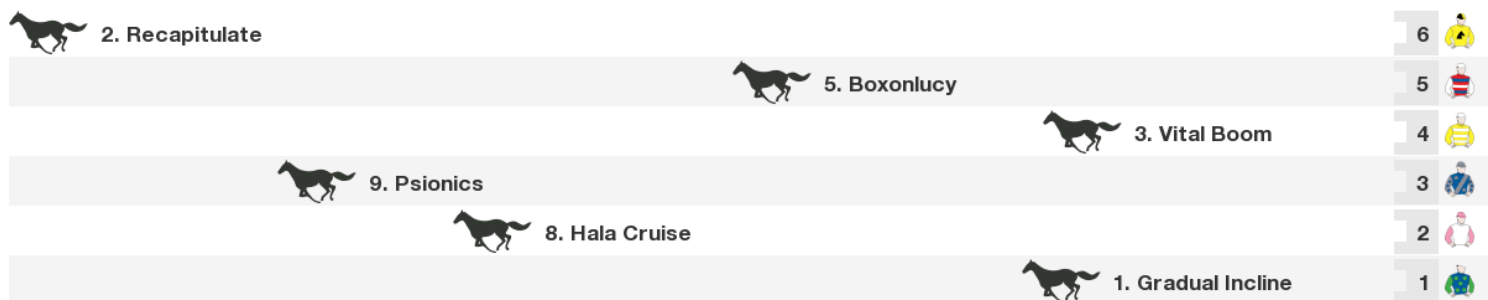 2. Recapitulate 6
5. Boxonlucy 5
3. Vital Boom 4
9. Psionics 3
8. Hala Cruise 2
1. Gradual Incline 1